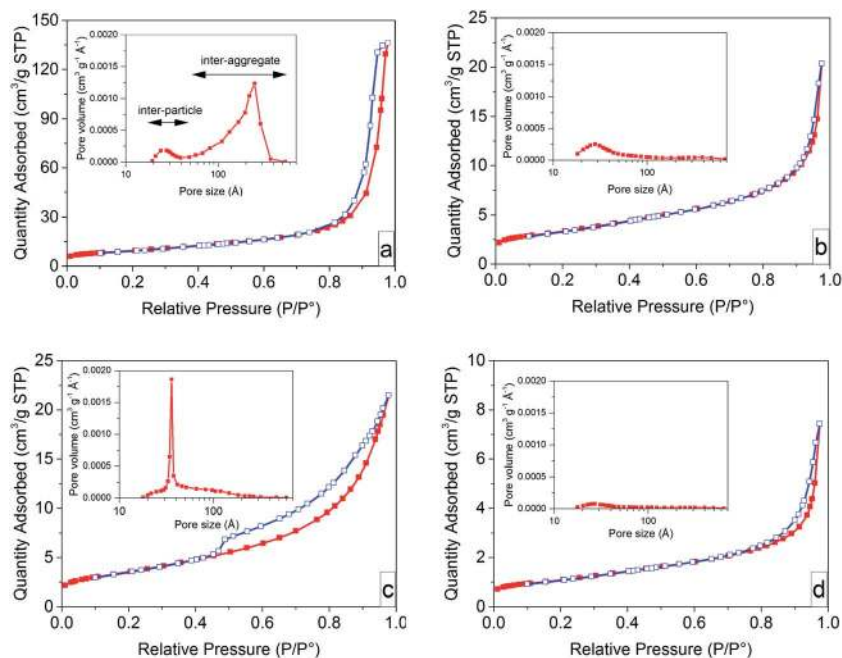 150
120
90
60
30
0
Quantity Adsorbed (cm³/g STP)
0.0 0.2 0.4 0.6 0.8 1.0
Relative Pressure (P/P°)
a
0.0020
0.0015
0.0010
0.0005
0.0000
Pore volume (cm³ g⁻¹ Å⁻¹)
inter-aggregate
inter-particle
10 100
Pore size (Å)
25
20
15
10
5
0
Quantity Adsorbed (cm³/g STP)
0.0 0.2 0.4 0.6 0.8 1.0
Relative Pressure (P/P°)
b
0.0020
0.0015
0.0010
0.0005
0.0000
Pore volume (cm³ g⁻¹ Å⁻¹)
10 100
Pore size (Å)
25
20
15
10
5
0
Quantity Adsorbed (cm³/g STP)
0.0 0.2 0.4 0.6 0.8 1.0
Relative Pressure (P/P°)
c
0.0020
0.0015
0.0010
0.0005
0.0000
Pore volume (cm³ g⁻¹ Å⁻¹)
10 100
Pore size (Å)
10
8
6
4
2
0
Quantity Adsorbed (cm³/g STP)
0.0 0.2 0.4 0.6 0.8 1.0
Relative Pressure (P/P°)
d
0.0020
0.0015
0.0010
0.0005
0.0000
Pore volume (cm³ g⁻¹ Å⁻¹)
10 100
Pore size (Å)